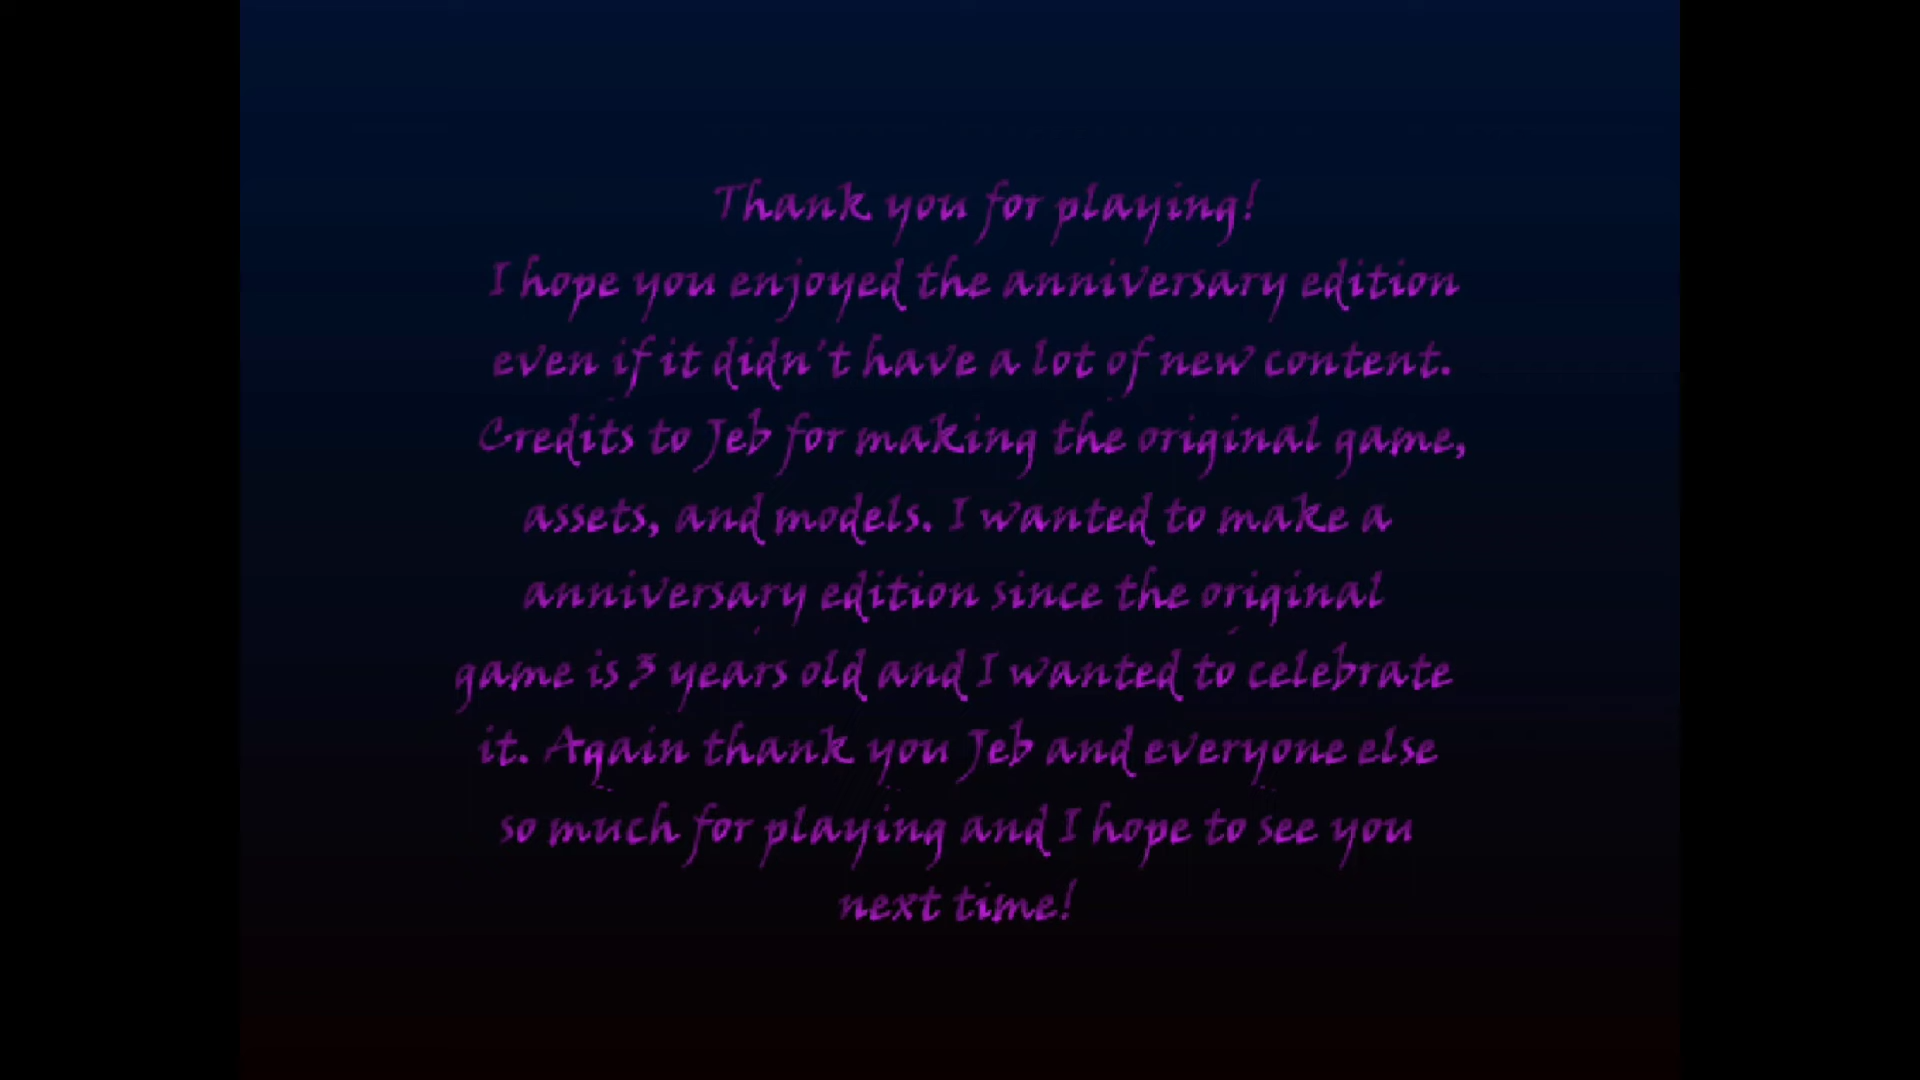 Thank you for playing!
I hope you enjoyed the anniversary edition
even if it didn't have a lot of new content.
Credits to Jeb for making the original game,
assets, and models. I wanted to make a
anniversary edition since the original
game is 3 years old and I wanted to celebrate
it. Again thank you Jeb and everyone else
so much for playing and I hope to see you
next time!